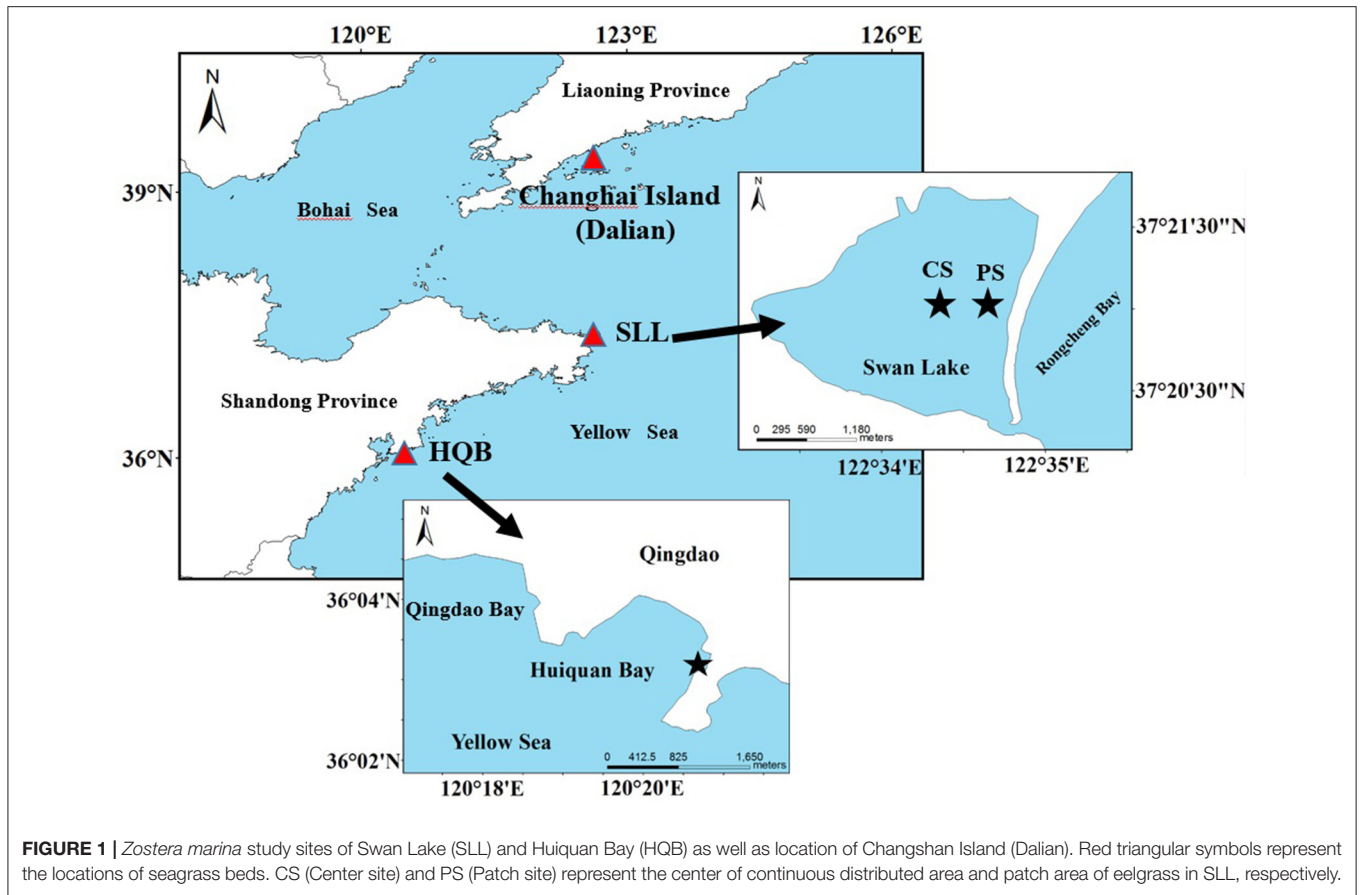 120°E
123°E
126°E
N
Liaoning Province
39°N
Bohai Sea
Changhai Island
(Dalian)
SLL
Shandong Province
Yellow Sea
36°N
HQB
N
37°21'30"N
CS
PS
Rongcheng Bay
Swan Lake
37°20'30"N
0 295 590 1,180
meters
122°34'E
122°35'E
N
Qingdao
36°04'N
Qingdao Bay
Huiquan Bay
Yellow Sea
36°02'N
0 412.5 825 1,650
meters
120°18'E
120°20'E
FIGURE 1 | Zostera marina study sites of Swan Lake (SLL) and Huiquan Bay (HQB) as well as location of Changshan Island (Dalian). Red triangular symbols represent
the locations of seagrass beds. CS (Center site) and PS (Patch site) represent the center of continuous distributed area and patch area of eelgrass in SLL, respectively.